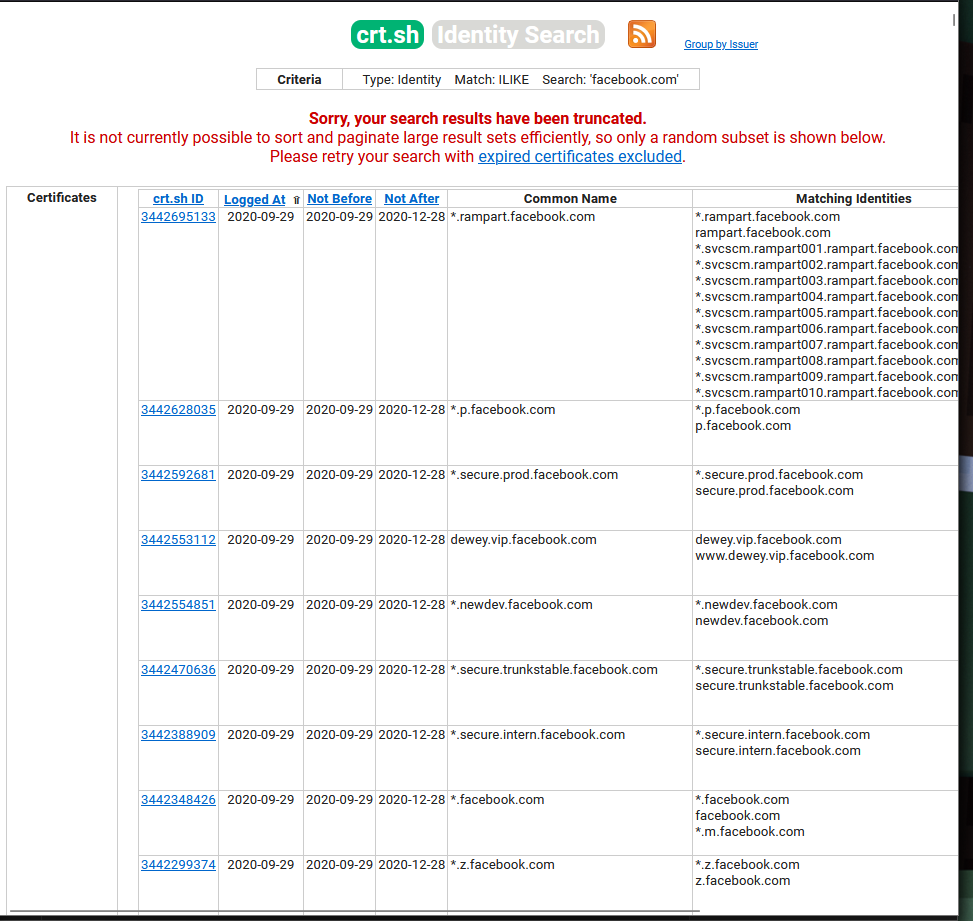 crt.sh Identity Search Group by Issuer
Criteria Type: Identity Match: ILIKE Search: 'facebook.com'
Sorry, your search results have been truncated.
It is not currently possible to sort and paginate large result sets efficiently, so only a random subset is shown below.
Please retry your search with expired certificates excluded.
Certificates crt.sh ID Logged At ⇧ Not Before Not After Common Name Matching Identities
3442695133 2020-09-29 2020-09-29 2020-12-28 *.rampart.facebook.com *.rampart.facebook.com
rampart.facebook.com
*.svcscm.rampart001.rampart.facebook.com
*.svcscm.rampart002.rampart.facebook.com
*.svcscm.rampart003.rampart.facebook.com
*.svcscm.rampart004.rampart.facebook.com
*.svcscm.rampart005.rampart.facebook.com
*.svcscm.rampart006.rampart.facebook.com
*.svcscm.rampart007.rampart.facebook.com
*.svcscm.rampart008.rampart.facebook.com
*.svcscm.rampart009.rampart.facebook.com
*.svcscm.rampart010.rampart.facebook.com
3442628035 2020-09-29 2020-09-29 2020-12-28 *.p.facebook.com *.p.facebook.com
p.facebook.com
3442592681 2020-09-29 2020-09-29 2020-12-28 *.secure.prod.facebook.com *.secure.prod.facebook.com
secure.prod.facebook.com
3442553112 2020-09-29 2020-09-29 2020-12-28 dewey.vip.facebook.com dewey.vip.facebook.com
www.dewey.vip.facebook.com
3442554851 2020-09-29 2020-09-29 2020-12-28 *.newdev.facebook.com *.newdev.facebook.com
newdev.facebook.com
3442470636 2020-09-29 2020-09-29 2020-12-28 *.secure.trunkstable.facebook.com *.secure.trunkstable.facebook.com
secure.trunkstable.facebook.com
3442388909 2020-09-29 2020-09-29 2020-12-28 *.secure.intern.facebook.com *.secure.intern.facebook.com
secure.intern.facebook.com
3442348426 2020-09-29 2020-09-29 2020-12-28 *.facebook.com *.facebook.com
facebook.com
*.m.facebook.com
3442299374 2020-09-29 2020-09-29 2020-12-28 *.z.facebook.com *.z.facebook.com
z.facebook.com